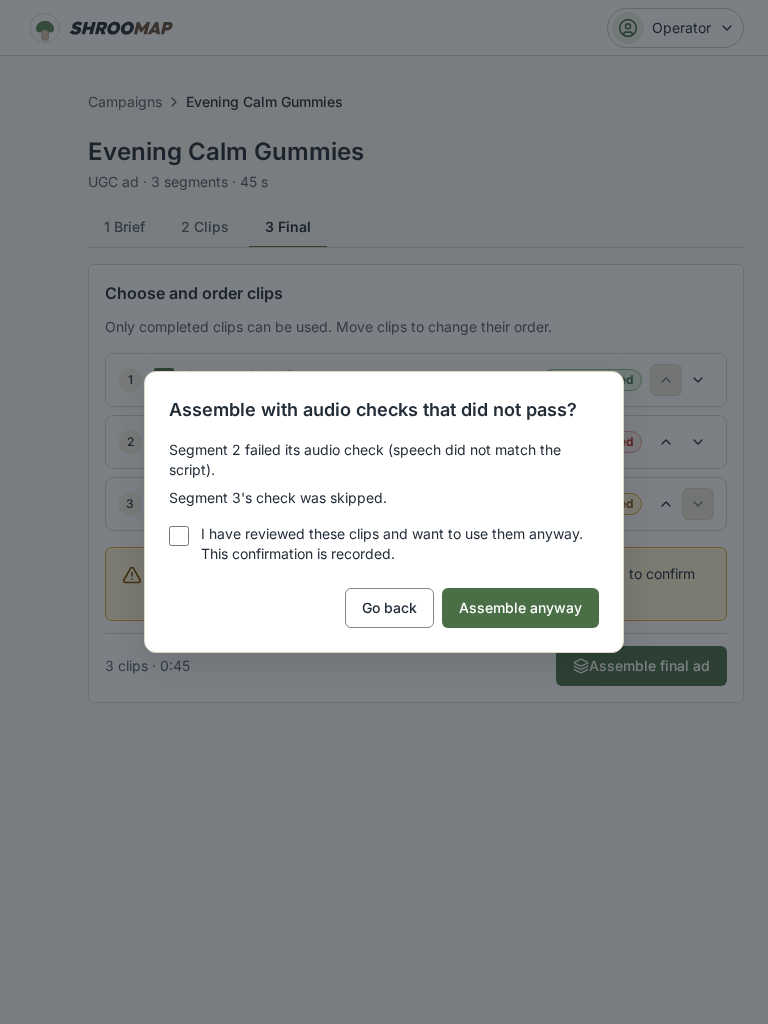 SHROOMAP
Operator
Campaigns
Evening Calm Gummies
Evening Calm Gummies
UGC ad · 3 segments · 45 s
1 Brief
2 Clips
3 Final
Choose and order clips
Only completed clips can be used. Move clips to change their order.
1
2
3
Assemble with audio checks that did not pass?
Segment 2 failed its audio check (speech did not match the
script).
Segment 3's check was skipped.
I have reviewed these clips and want to use them anyway.
This confirmation is recorded.
Go back
Assemble anyway
to confirm
3 clips · 0:45
Assemble final ad